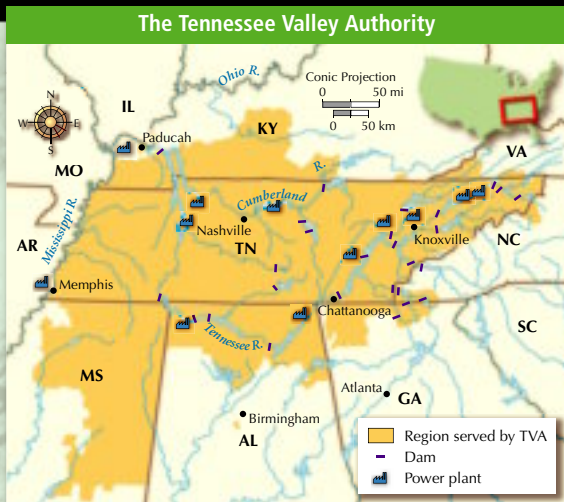 The Tennessee Valley Authority
Ohio R.
Conic Projection
0 50 mi
0 50 km
N
W E
S
IL
KY
VA
Paducah
MO
R.
Cumberland
Mississippi R.
AR
Nashville
TN
Knoxville
NC
Memphis
Chattanooga
Tennessee R.
SC
MS
Atlanta
GA
Birmingham
AL
Region served by TVA
Dam
Power plant